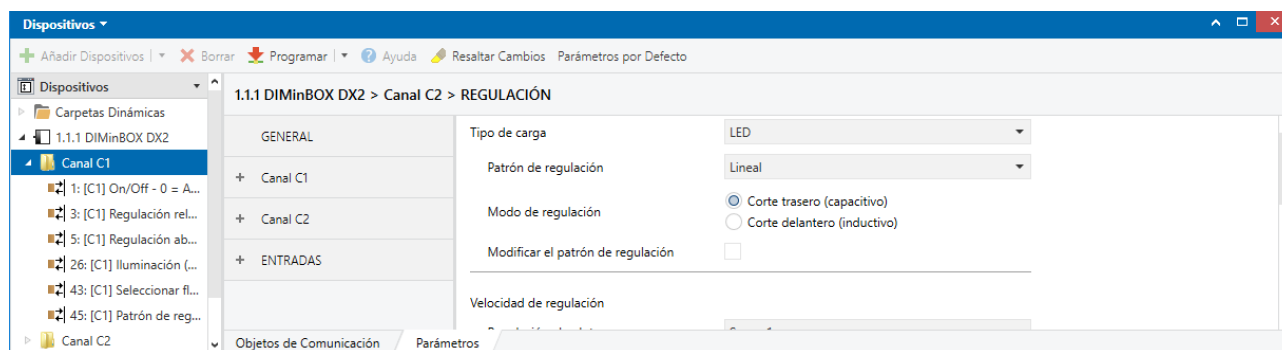 Dispositivos
Añadir Dispositivos Borrar Programar Ayuda Resaltar Cambios Parámetros por Defecto
Dispositivos
Carpetas Dinámicas
1.1.1 DIMinBOX DX2
Canal C1
1: [C1] On/Off - 0 = A...
3: [C1] Regulación rel...
5: [C1] Regulación ab...
26: [C1] Iluminación (...
43: [C1] Seleccionar fl...
45: [C1] Patrón de reg...
Canal C2
1.1.1 DIMinBOX DX2 > Canal C2 > REGULACIÓN
GENERAL
+ Canal C1
+ Canal C2
+ ENTRADAS
Tipo de carga LED
Patrón de regulación Lineal
Modo de regulación
Corte trasero (capacitivo)
Corte delantero (inductivo)
Modificar el patrón de regulación
Velocidad de regulación
Objetos de Comunicación Parámetros